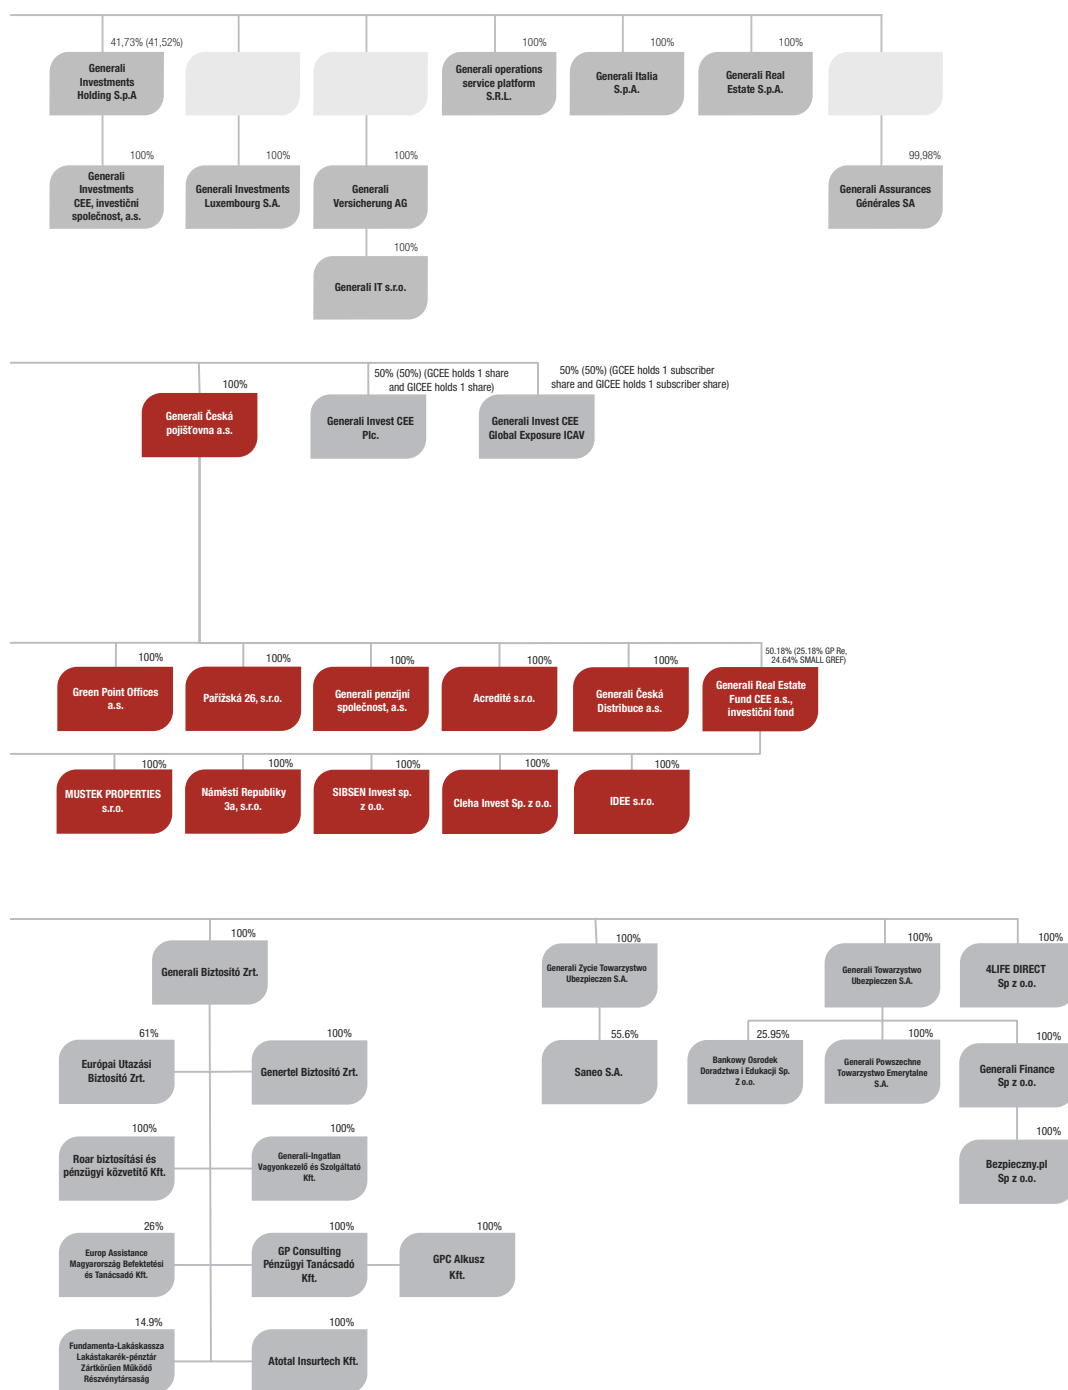 41,73% (41,52%)
100%
100%
100%
Generali
Investments
Holding S.p.A
Generali operations
service platform
S.R.L.
Generali Italia
S.p.A.
Generali Real
Estate S.p.A.
100%
100%
100%
99,98%
Generali
Investments
CEE, investiční
společnost, a.s.
Generali Investments
Luxembourg S.A.
Generali
Versicherung AG
Generali Assurances
Générales SA
100%
Generali IT s.r.o.
100%
50% (50%) (GCEE holds 1 share
and GICEE holds 1 share)
50% (50%) (GCEE holds 1 subscriber
share and GICEE holds 1 subscriber share)
Generali Česká
pojišťovna a.s.
Generali Invest CEE
Plc.
Generali Invest CEE
Global Exposure ICAV
100%
100%
100%
100%
100%
50.18% (25.18% GP Re,
24.64% SMALL GREF)
Green Point Offices
a.s.
Pařížská 26, s.r.o.
Generali penzijní
společnost, a.s.
Acredité s.r.o.
Generali Česká
Distribuce a.s.
Generali Real Estate
Fund CEE a.s.,
investiční fond
100%
100%
100%
100%
100%
MUSTEK PROPERTIES
s.r.o.
Náměstí Republiky
3a, s.r.o.
SIBSEN Invest sp.
z o.o.
Cleha Invest Sp. z o.o.
IDEE s.r.o.
100%
100%
100%
100%
Generali Biztosító Zrt.
Generali Zycie Towarzystwo
Ubezpieczen S.A.
Generali Towarzystwo
Ubezpieczen S.A.
4LIFE DIRECT
Sp z o.o.
61%
100%
55.6%
25.95%
100%
100%
Európai Utazási
Biztosító Zrt.
Genertel Biztosító Zrt.
Saneo S.A.
Bankowy Osrodek
Doradztwa i Edukacji Sp.
Z o.o.
Generali Powszechne
Towarzystwo Emerytalne
S.A.
Generali Finance
Sp z o.o.
100%
100%
100%
Roar biztosítási és
pénzügyi közvetítő Kft.
Generali-Ingatlan
Vagyonkezelő és Szolgáltató
Kft.
Bezpieczny.pl
Sp z o.o.
26%
100%
100%
Europ Assistance
Magyarország Befektetési
és Tanácsadó Kft.
GP Consulting
Pénzügyi Tanácsadó
Kft.
GPC Alkusz
Kft.
14.9%
100%
Fundamenta-Lakáskassza
Lakástakarék-pénztár
Zártkörűen Működő
Részvénytársaság
Atotal Insurtech Kft.